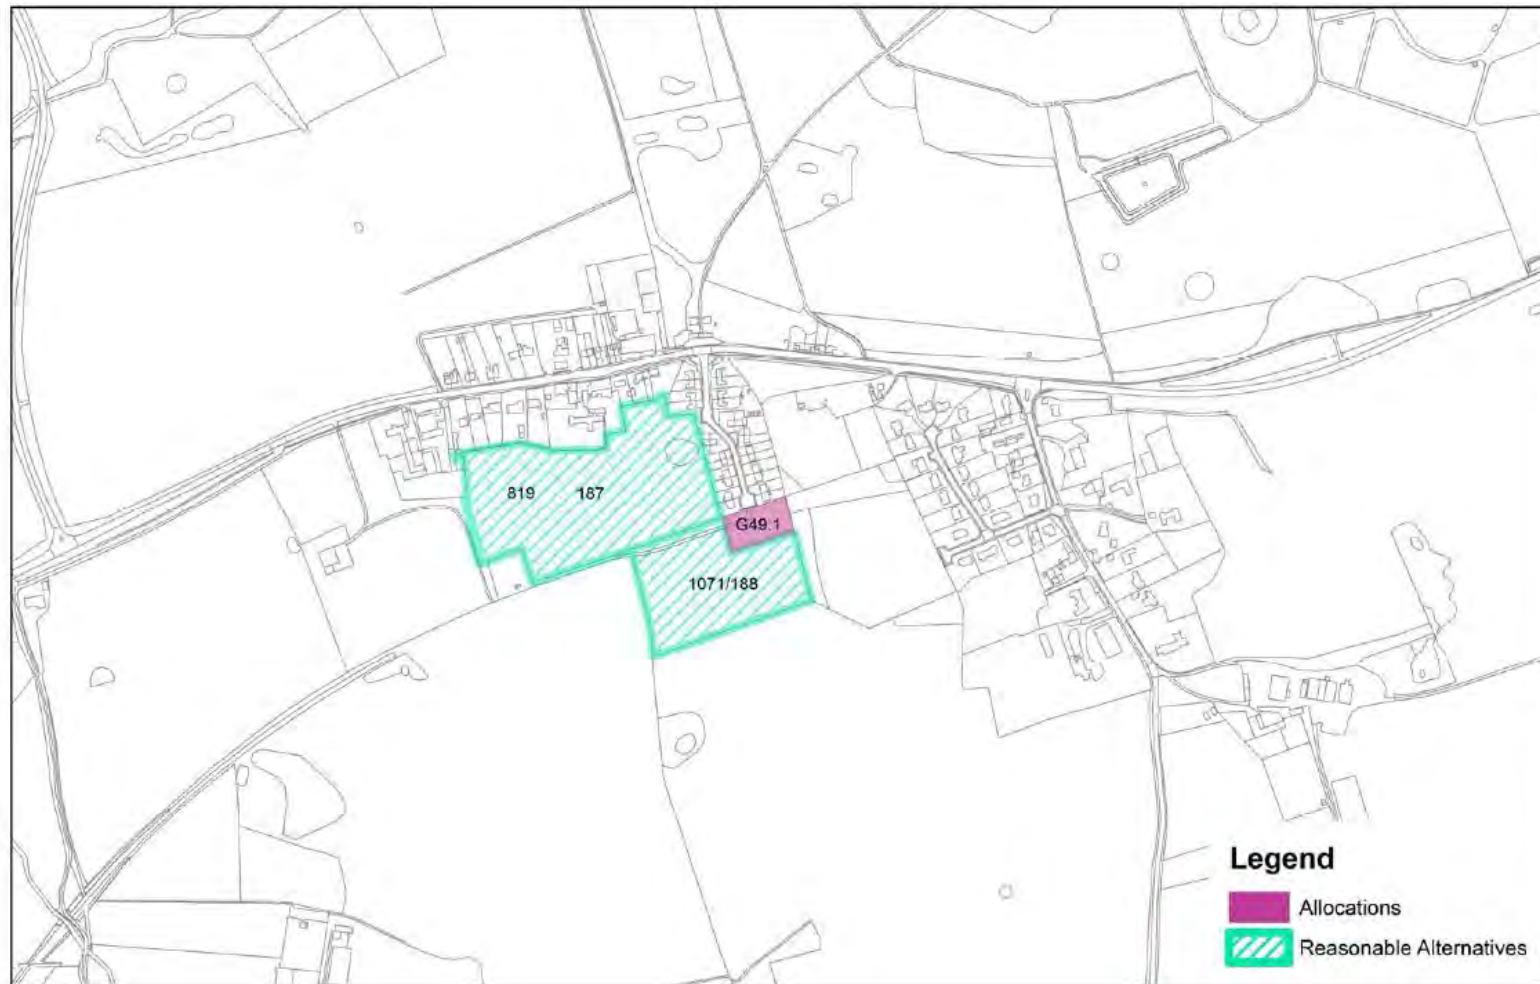 819 187
G49.1
1071/188
Legend
Allocations
Reasonable Alternatives